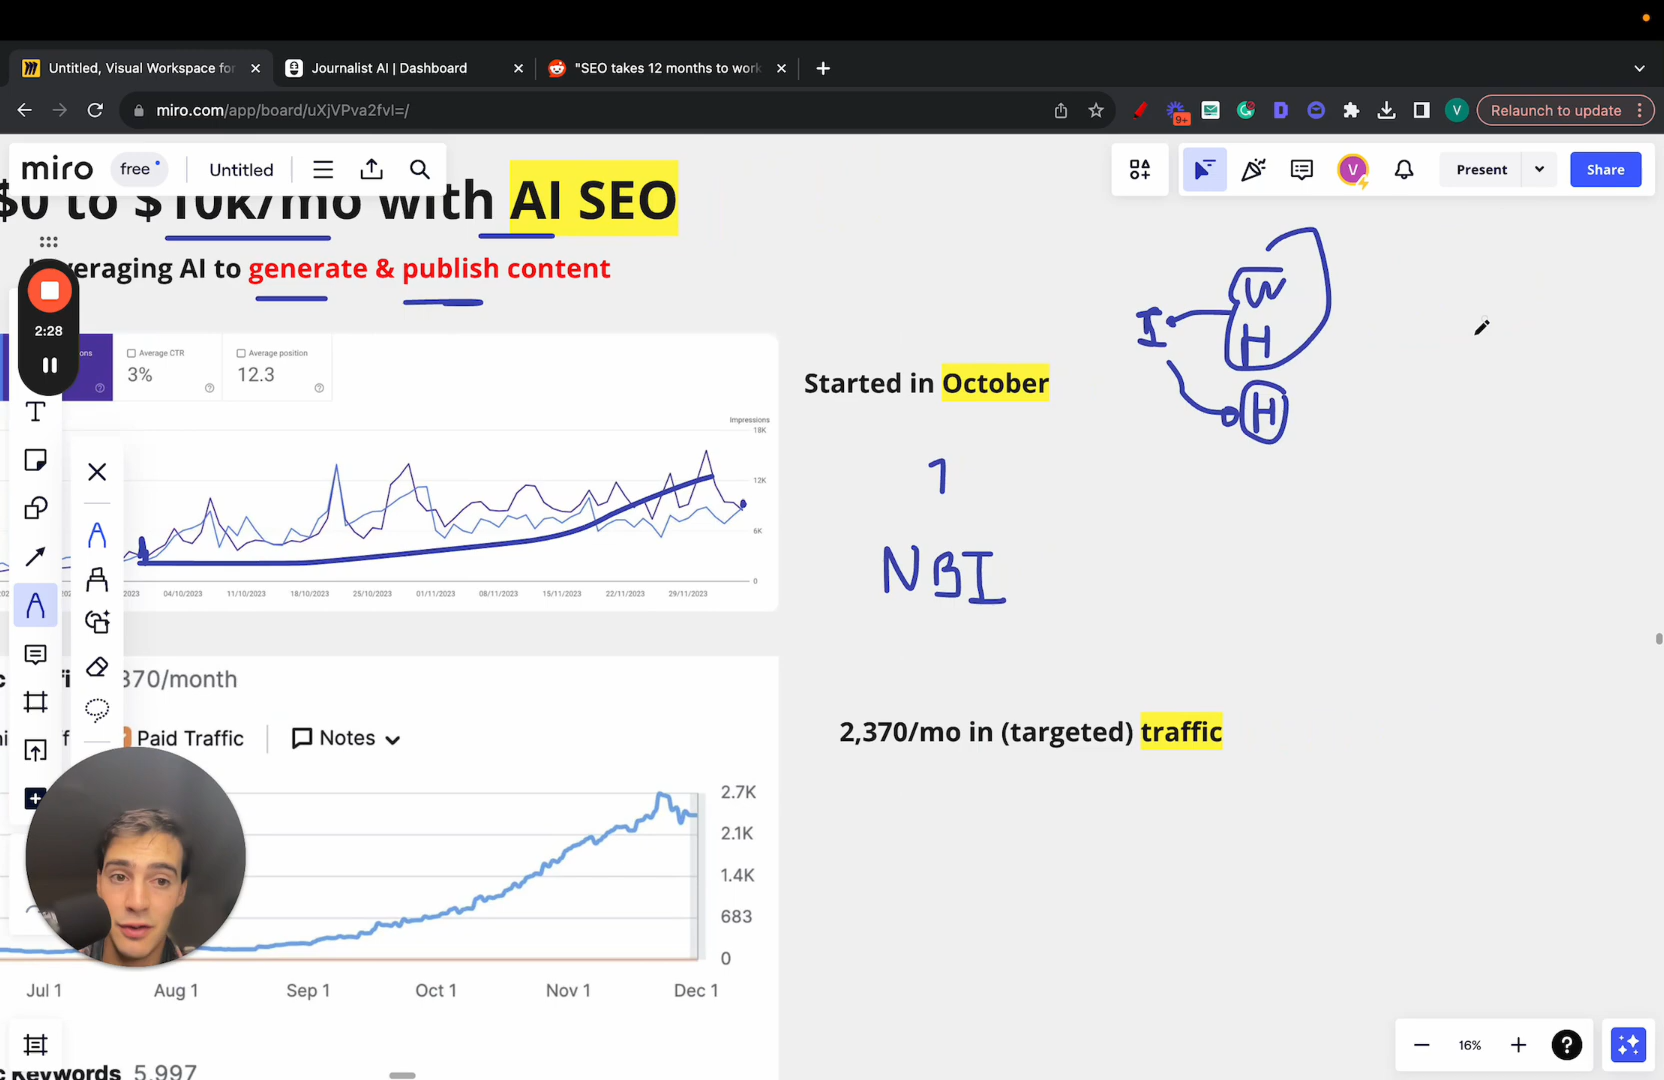 Untitled, Visual Workspace for
Journalist AI | Dashboard
"SEO takes 12 months to work
miro.com/app/board/uXjVPva2fvI=/
9+
V
Relaunch to update
miro
free
Untitled
V
Present
Share
$0 to $10K/mo with AI SEO
Leveraging AI to generate & publish content
2:28
Average CTR
3%
Average position
12.3
Impressions
18K
12K
6K
0
04/10/2023
11/10/2023
18/10/2023
25/10/2023
01/11/2023
08/11/2023
15/11/2023
22/11/2023
29/11/2023
Started in October
1
NBI
W
I
H
H
370/month
Paid Traffic
Notes
2,370/mo in (targeted) traffic
2.7K
2.1K
1.4K
683
0
Jul 1
Aug 1
Sep 1
Oct 1
Nov 1
Dec 1
Keywords 5,997
16%